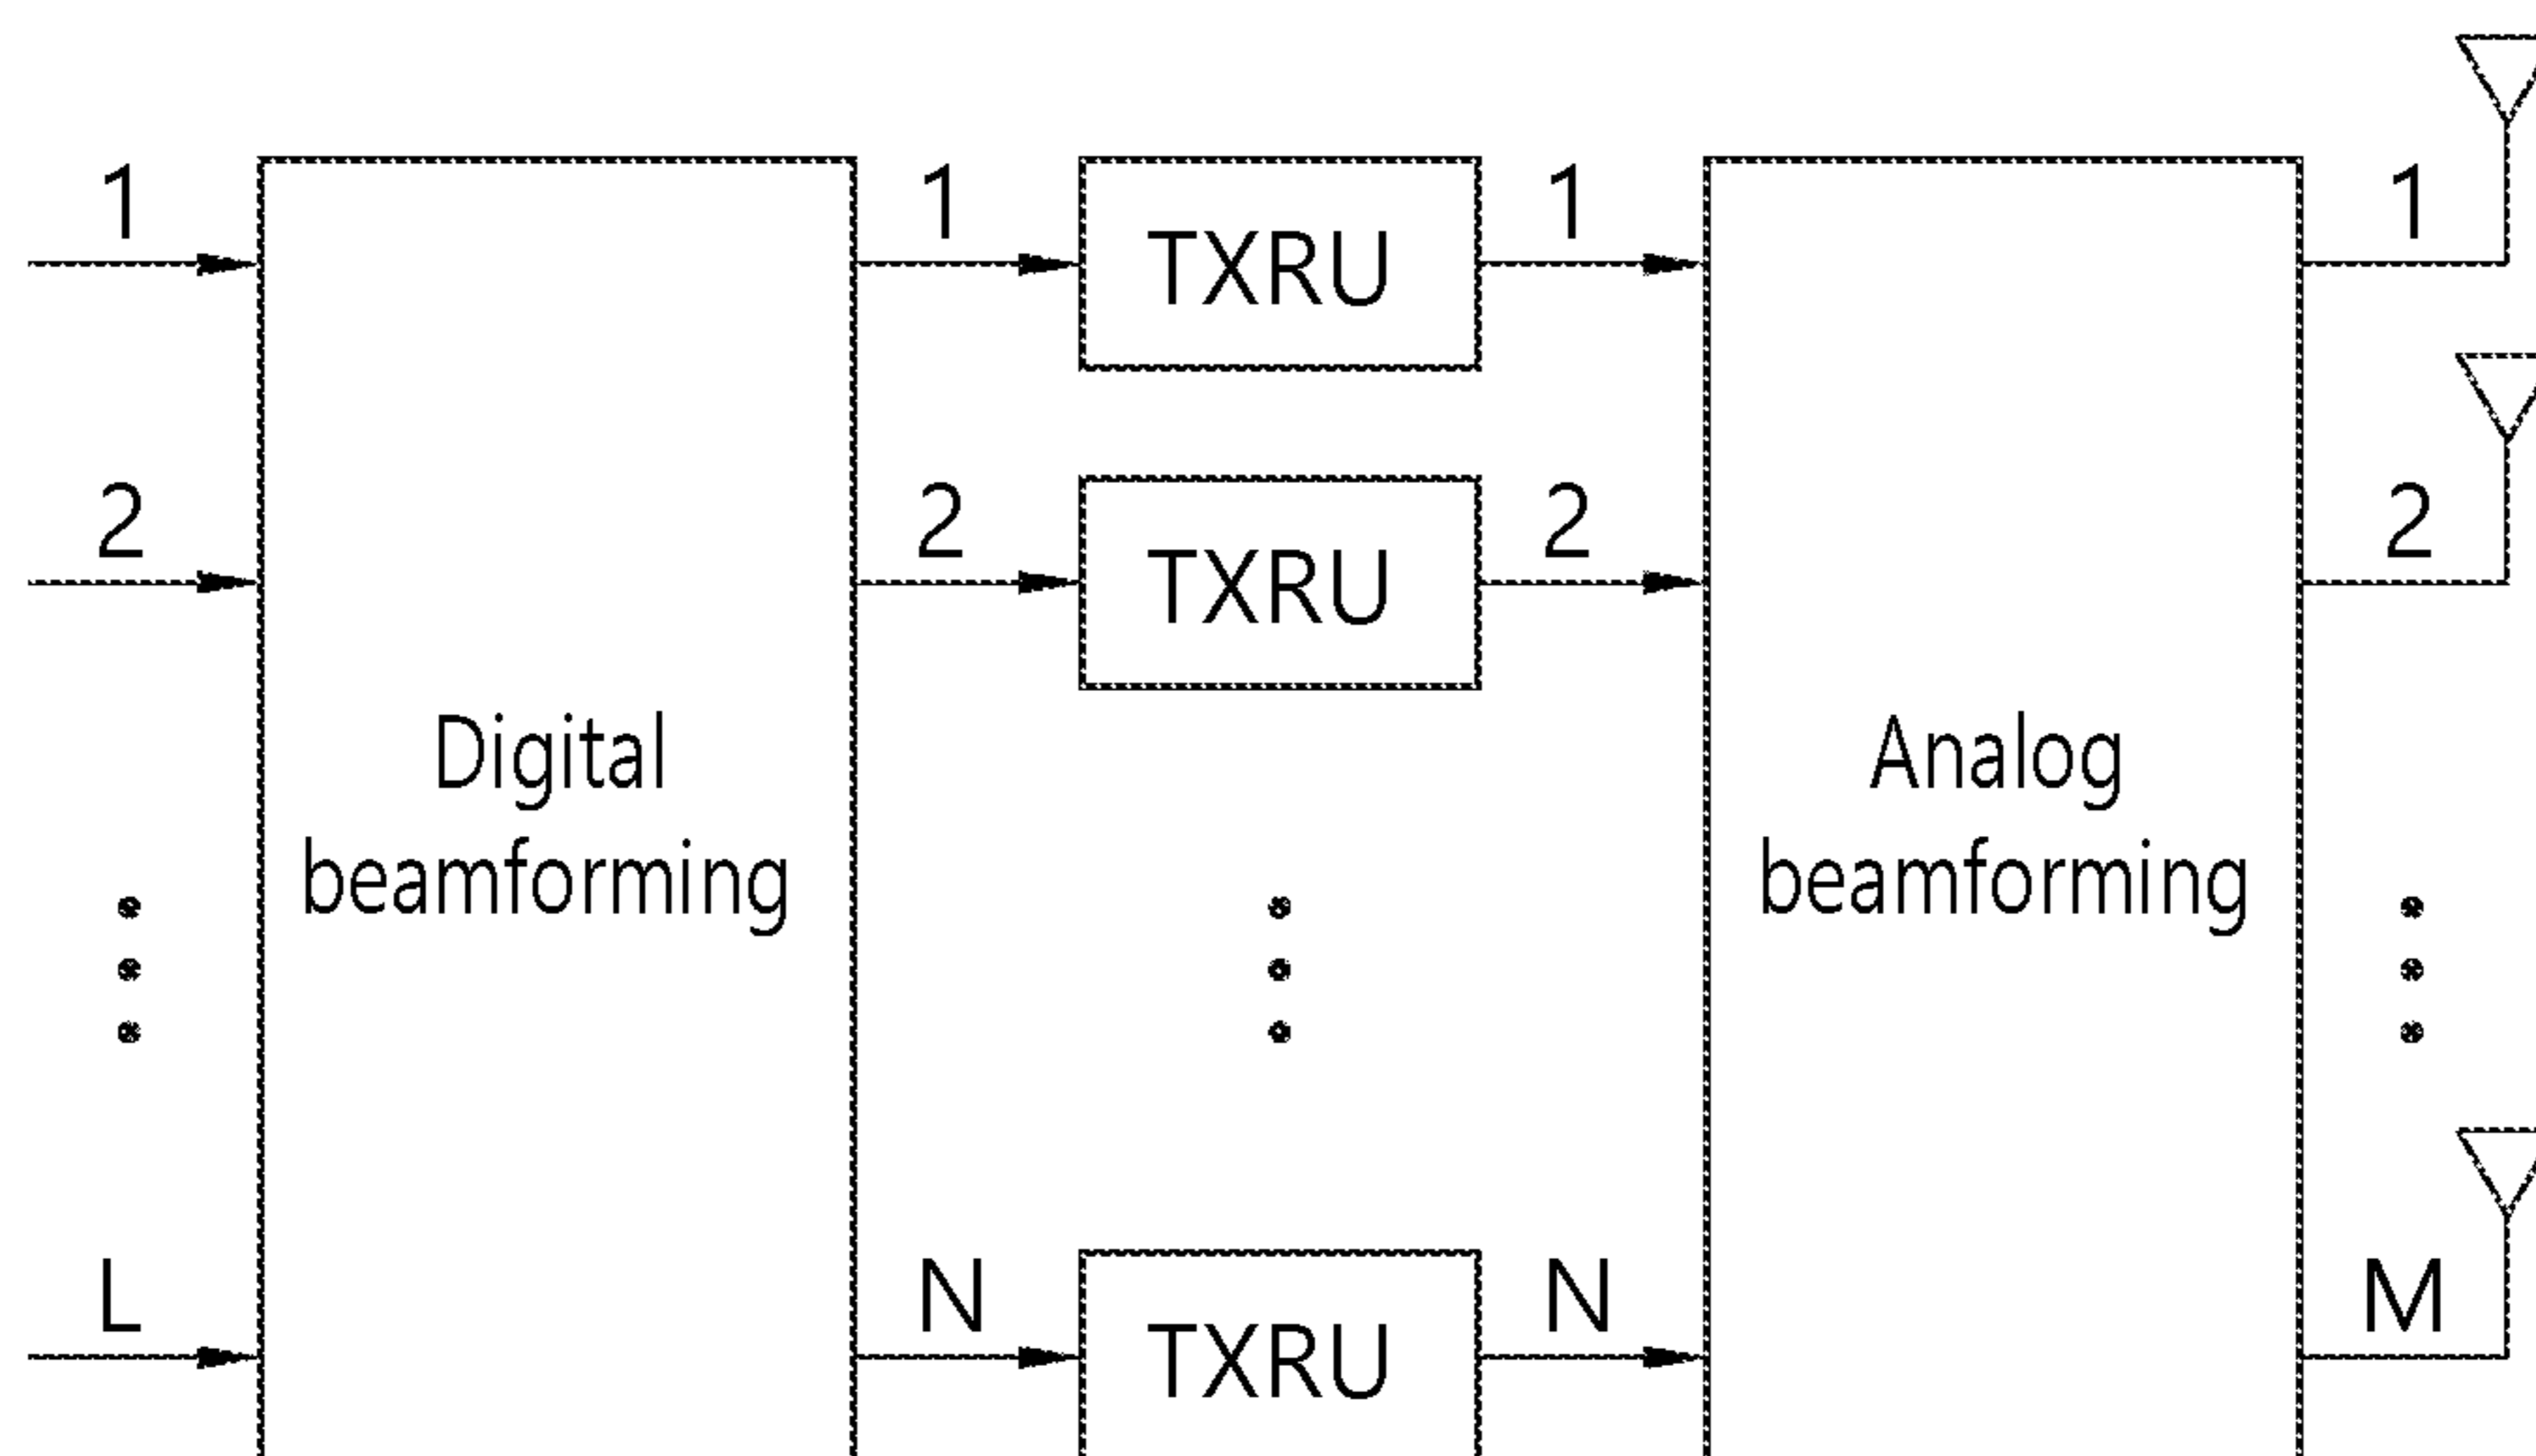 1 1 TXRU 1 1
2 2 TXRU 2 2
Digital
beamforming
Analog
beamforming
L N TXRU N M